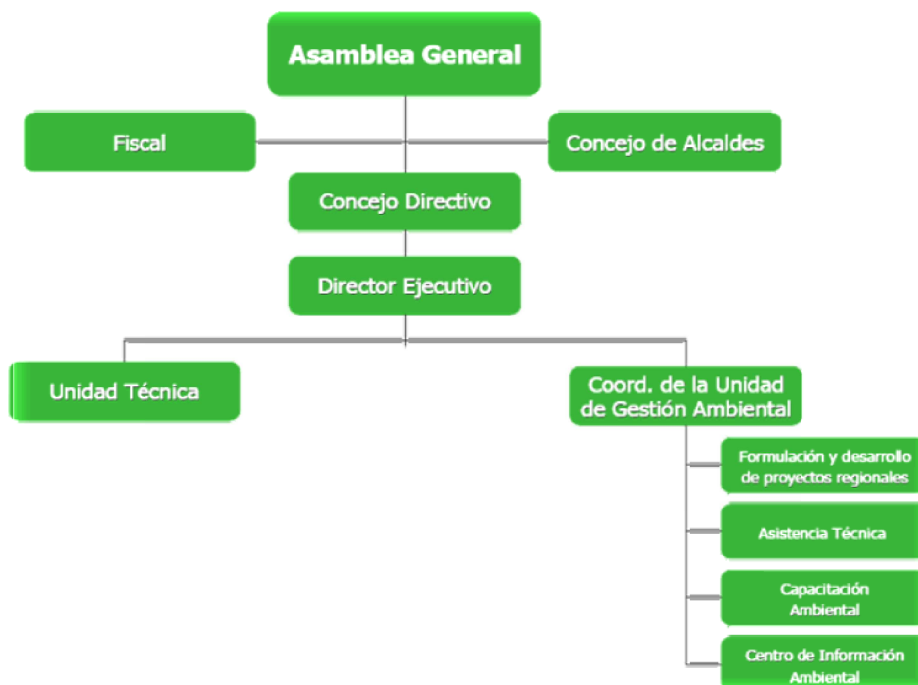 Asamblea General
Fiscal
Concejo de Alcaldes
Concejo Directivo
Director Ejecutivo
Unidad Técnica
Coord. de la Unidad
de Gestión Ambiental
Formulación y desarrollo
de proyectos regionales
Asistencia Técnica
Capacitación
Ambiental
Centro de Información
Ambiental